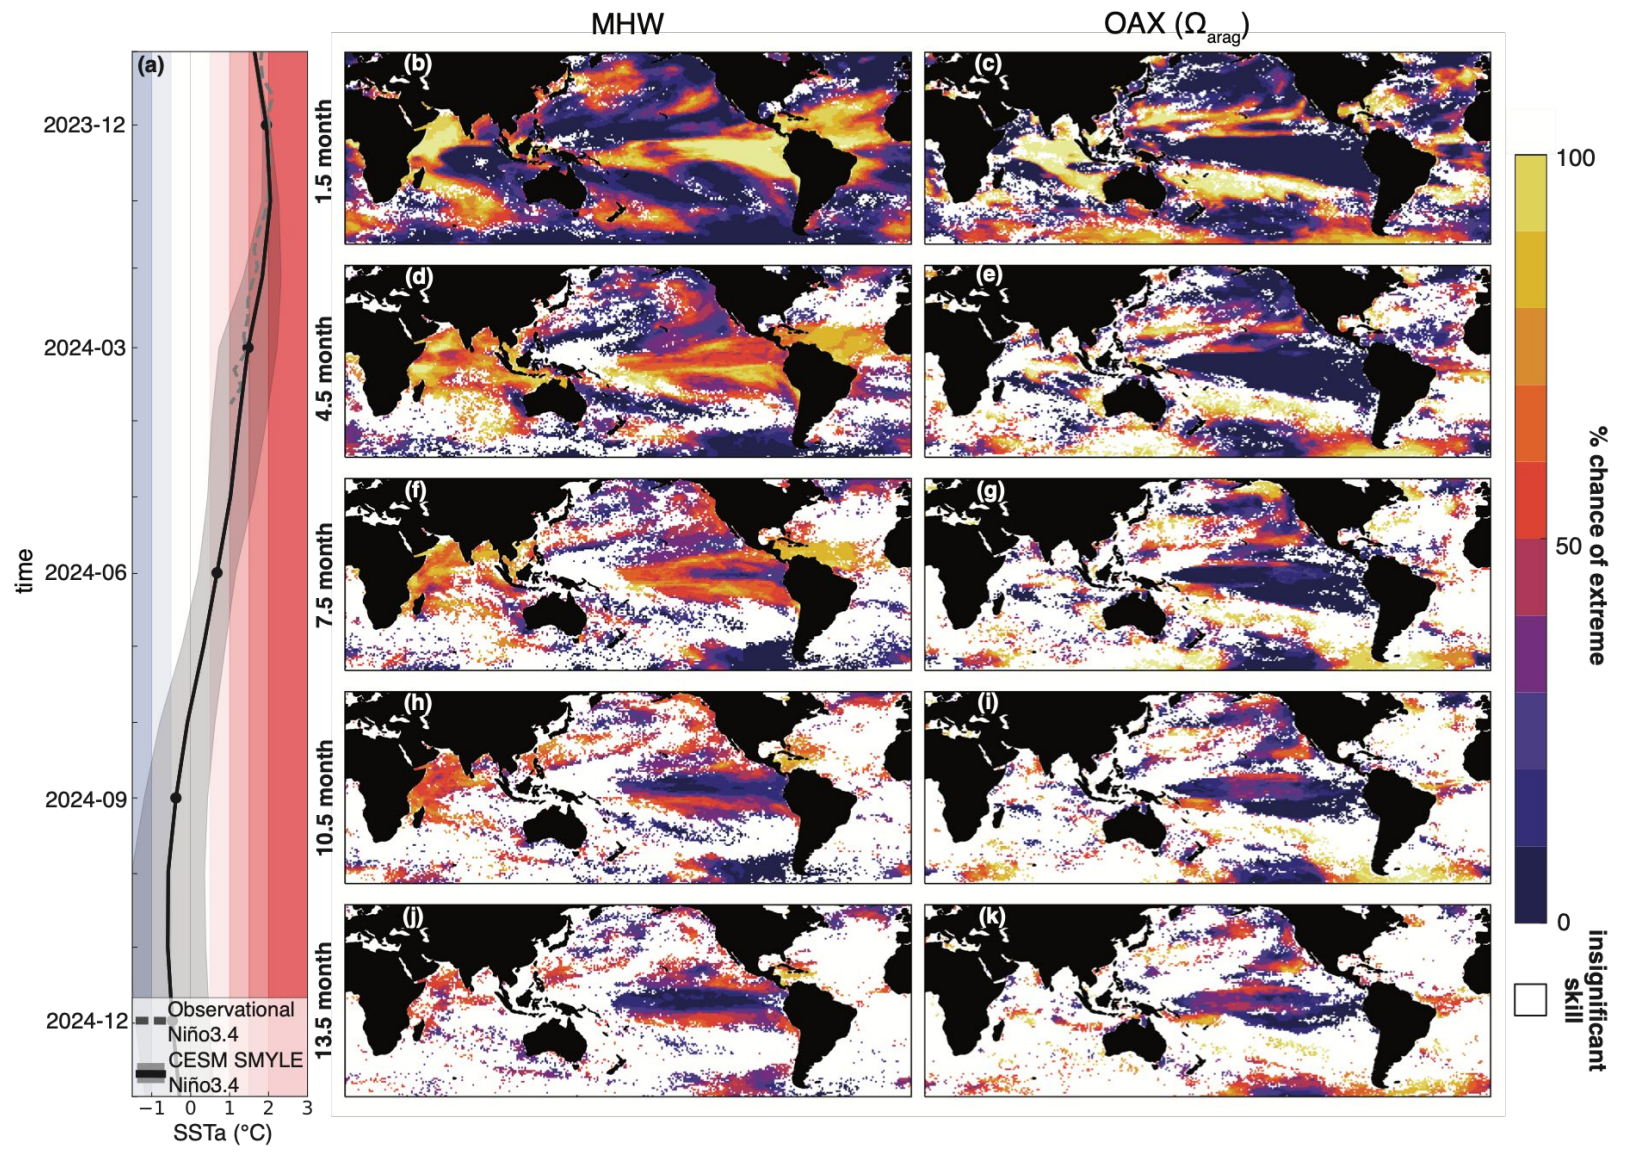 MHW
OAX (Ωarag)
(a)
(b)
(c)
2023-12
1.5 month
100
(d)
(e)
2024-03
4.5 month
% chance of extreme
(f)
(g)
50
time
2024-06
7.5 month
(h)
(i)
2024-09
10.5 month
0
(j)
(k)
insignificant
skill
13.5 month
Observational
Niño3.4
2024-12
CESM SMYLE
Niño3.4
−1 0 1 2 3
SSTa (°C)